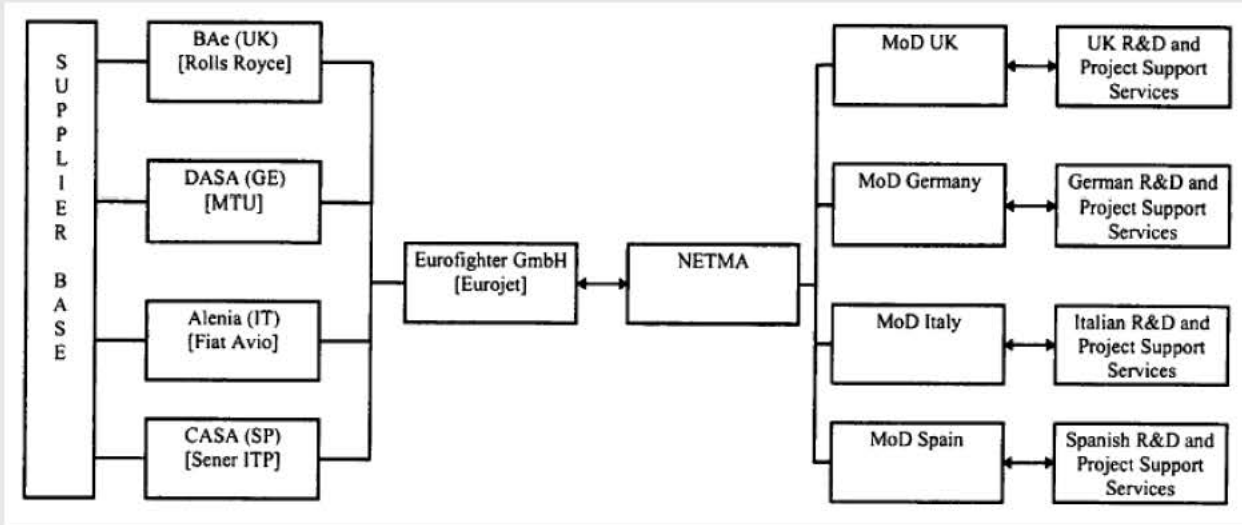 SUPPLIER BASE
BAe (UK)
[Rolls Royce]
DASA (GE)
[MTU]
Alenia (IT)
[Fiat Avio]
CASA (SP)
[Sener ITP]
Eurofighter GmbH
[Eurojet]
NETMA
MoD UK
MoD Germany
MoD Italy
MoD Spain
UK R&D and
Project Support
Services
German R&D and
Project Support
Services
Italian R&D and
Project Support
Services
Spanish R&D and
Project Support
Services